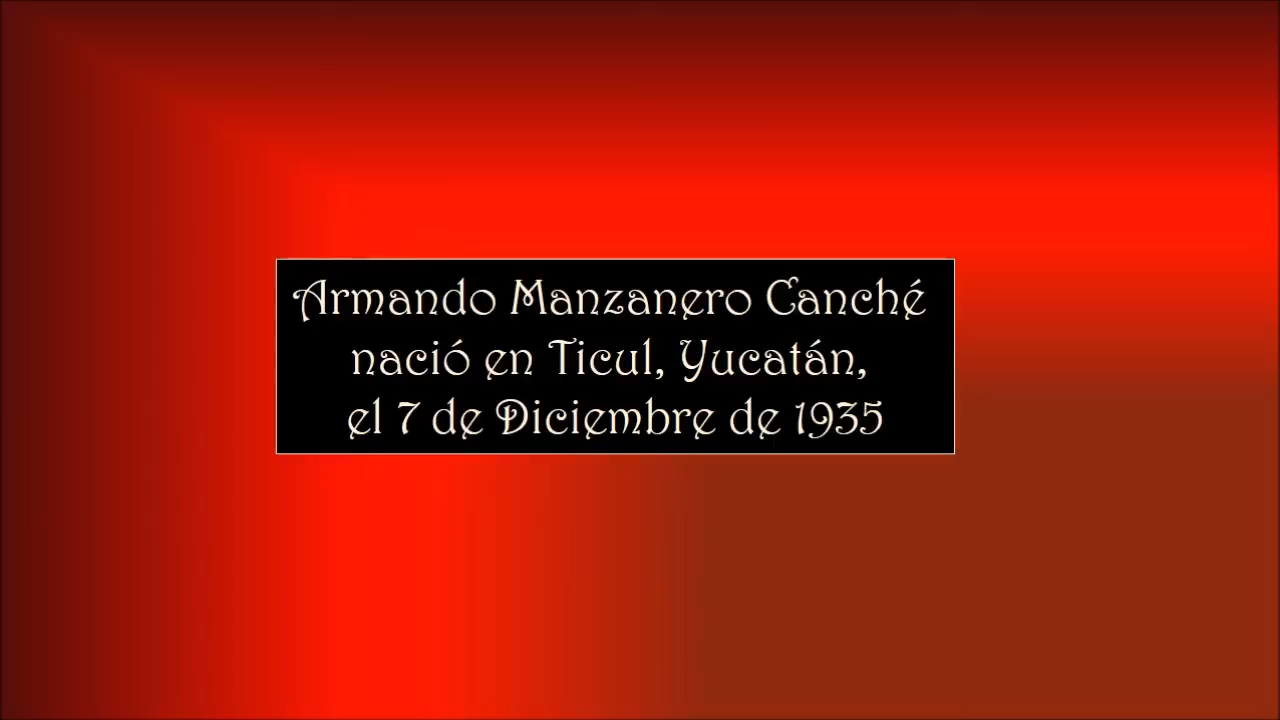 Armando Manzanero Canché
nació en Ticul, Yucatán,
el 7 de Diciembre de 1935